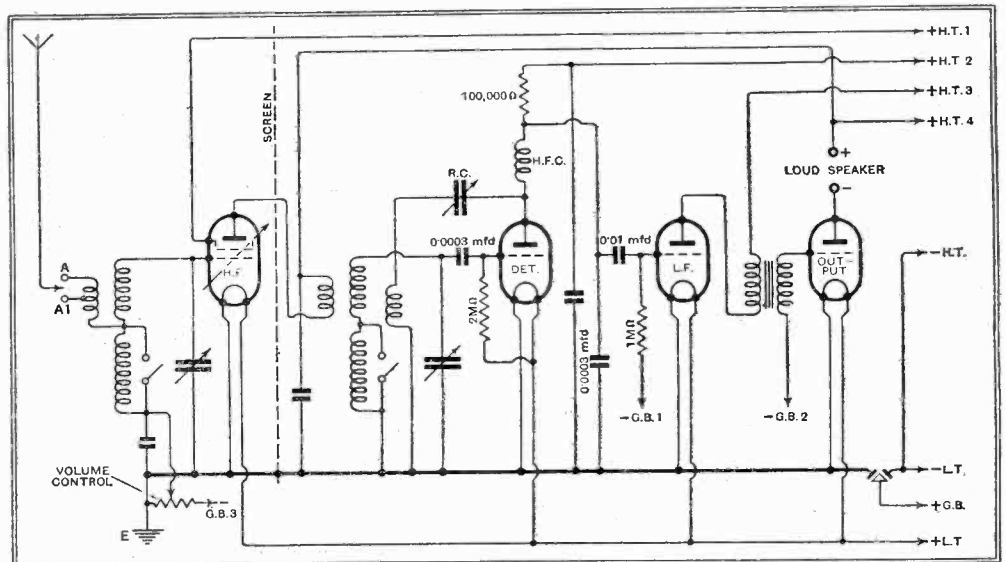 +H.T.1
+H.T 2
+H.T.3
+H.T.4
SCREEN
100,000Ω
H.F.C.
R.C.
+
LOUD SPEAKER
−
0.0003 mfd
0.01 mfd
A
A1
H.F.
DET.
L.F.
OUT-
PUT
−H.T.
2MΩ
0.0003 mfd
1MΩ
−G.B.1
−G.B.2
VOLUME
CONTROL
G.B.3
−
E
−L.T.
+G.B.
+L.T